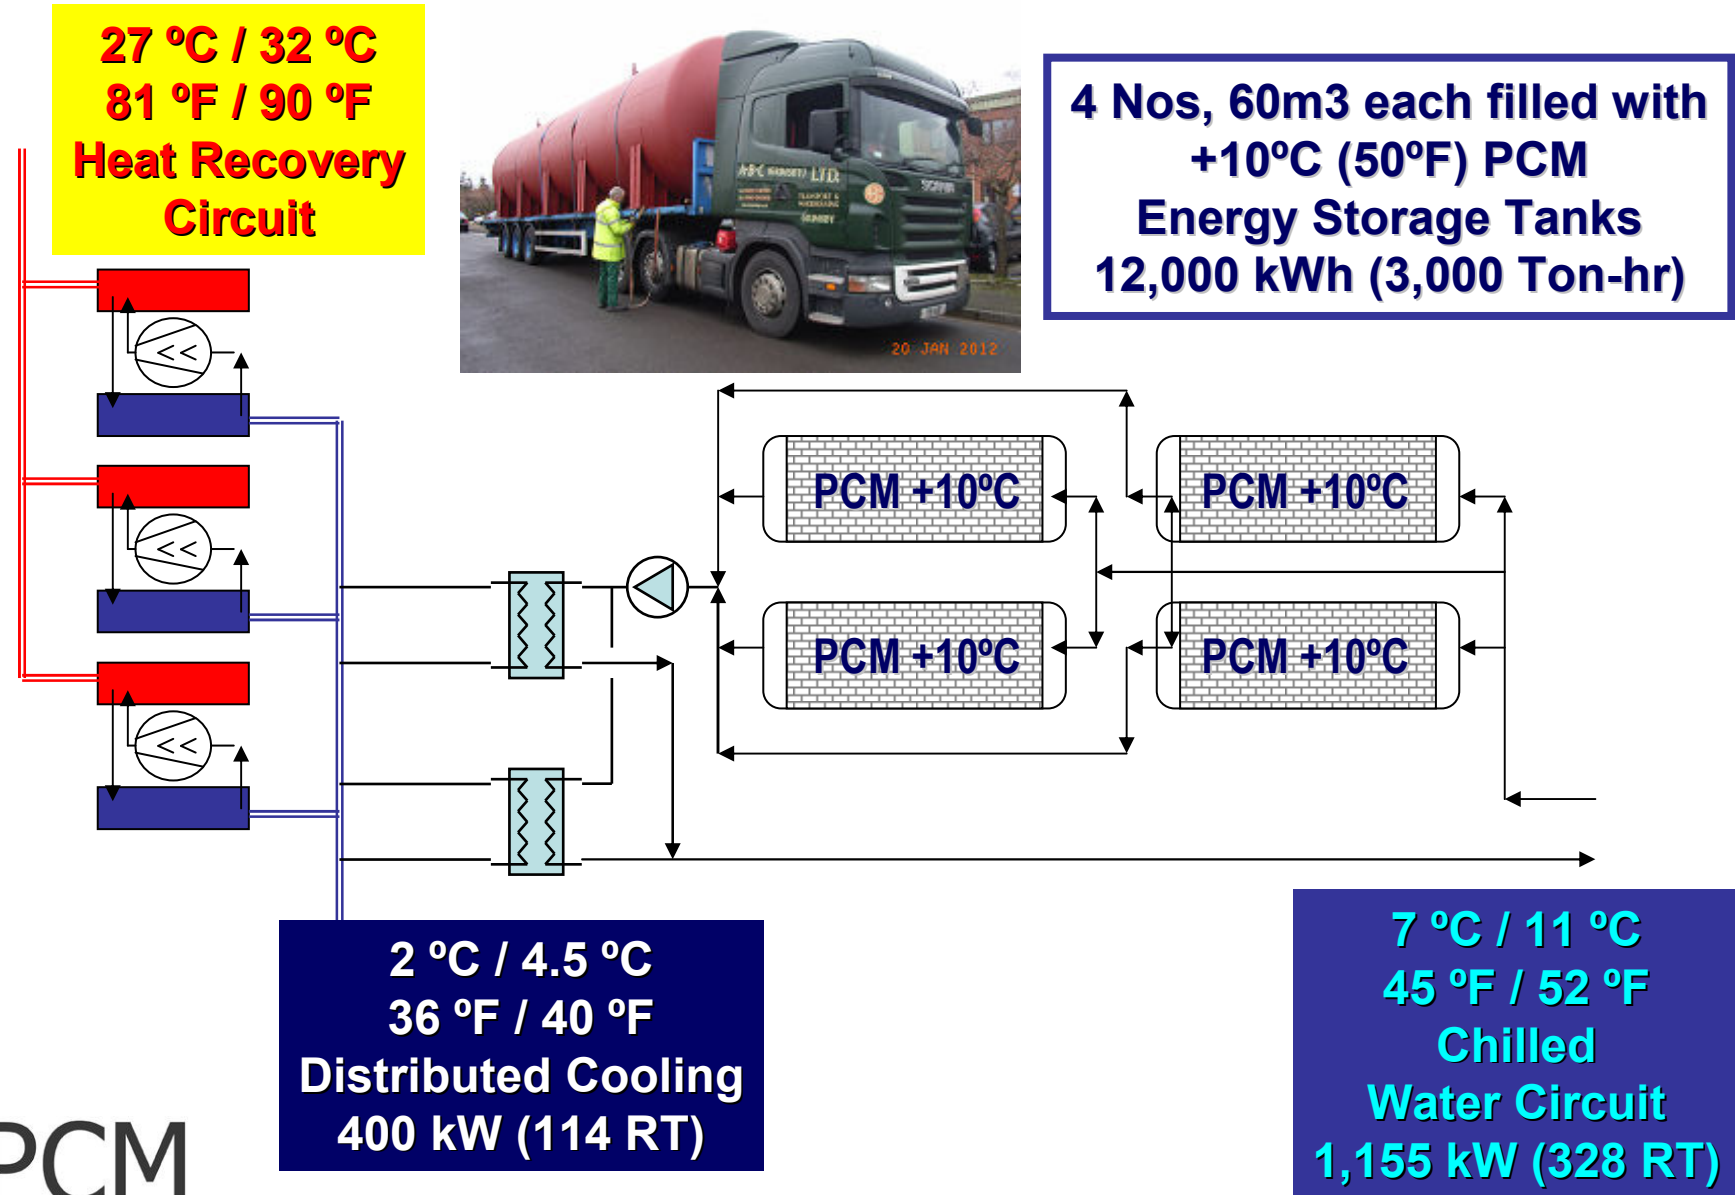 27 ºC / 32 ºC
81 ºF / 90 ºF
Heat Recovery
Circuit
4 Nos, 60m3 each filled with
+10ºC (50ºF) PCM
Energy Storage Tanks
12,000 kWh (3,000 Ton-hr)
A·B·C LTD.
SCANIA
20 JAN 2012
PCM +10ºC
PCM +10ºC
PCM +10ºC
PCM +10ºC
2 ºC / 4.5 ºC
36 ºF / 40 ºF
Distributed Cooling
400 kW (114 RT)
7 ºC / 11 ºC
45 ºF / 52 ºF
Chilled
Water Circuit
1,155 kW (328 RT)
PCM